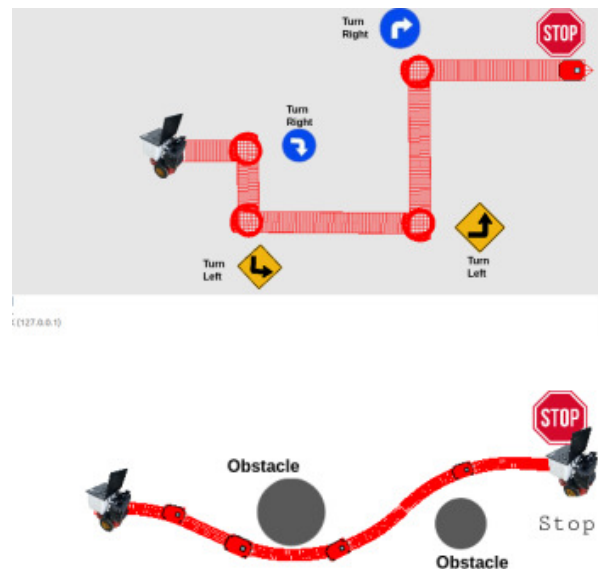 Turn
Right
STOP
Turn
Right
Turn
Left
Turn
Left
(127.0.0.1)
STOP
Obstacle
Stop
Obstacle